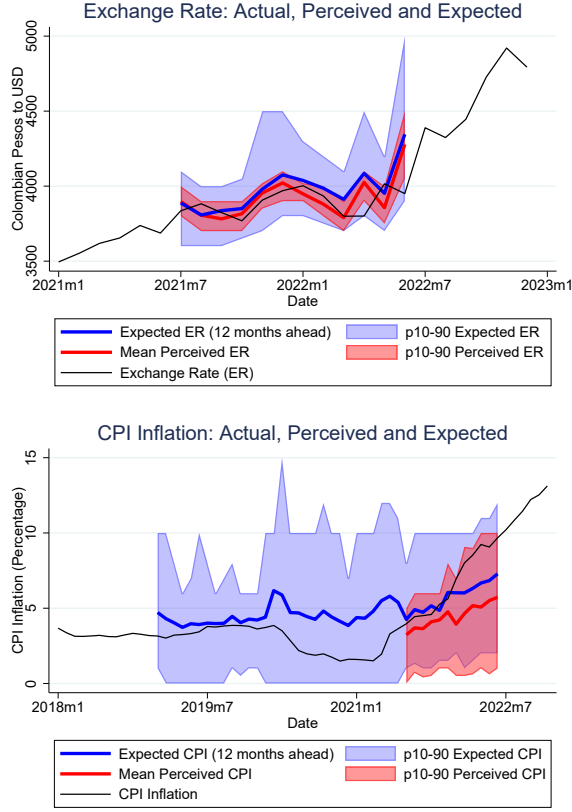 Exchange Rate: Actual, Perceived and Expected
Colombian Pesos to USD
5000
4500
4000
3500
2021m1 2021m7 2022m1 2022m7 2023m1
Date
Expected ER (12 months ahead) p10-90 Expected ER
Mean Perceived ER p10-90 Perceived ER
Exchange Rate (ER)
CPI Inflation: Actual, Perceived and Expected
CPI Inflation (Percentage)
15
10
5
0
2018m1 2019m7 2021m1 2022m7
Date
Expected CPI (12 months ahead) p10-90 Expected CPI
Mean Perceived CPI p10-90 Perceived CPI
CPI Inflation